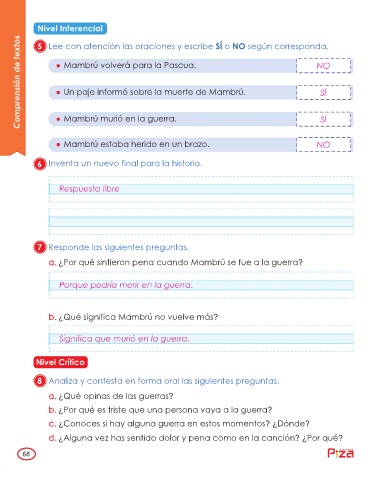 Comprensión de textos
Nivel Inferencial
5 Lee con atención las oraciones y escribe SÍ o NO según corresponda.
• Mambrú volverá para la Pascua. NO
• Un paje informó sobre la muerte de Mambrú. SÍ
• Mambrú murió en la guerra. SÍ
• Mambrú estaba herido en un brazo. NO
6 Inventa un nuevo final para la historia.
Respuesta libre
7 Responde las siguientes preguntas.
a. ¿Por qué sintieron pena cuando Mambrú se fue a la guerra?
Porque podría morir en la guerra.
b. ¿Qué significa Mambrú no vuelve más?
Significa que murió en la guerra.
Nivel Crítico
8 Analiza y contesta en forma oral las siguientes preguntas.
a. ¿Qué opinas de las guerras?
b. ¿Por qué es triste que una persona vaya a la guerra?
c. ¿Conoces si hay alguna guerra en estos momentos? ¿Dónde?
d. ¿Alguna vez has sentido dolor y pena como en la canción? ¿Por qué?
68